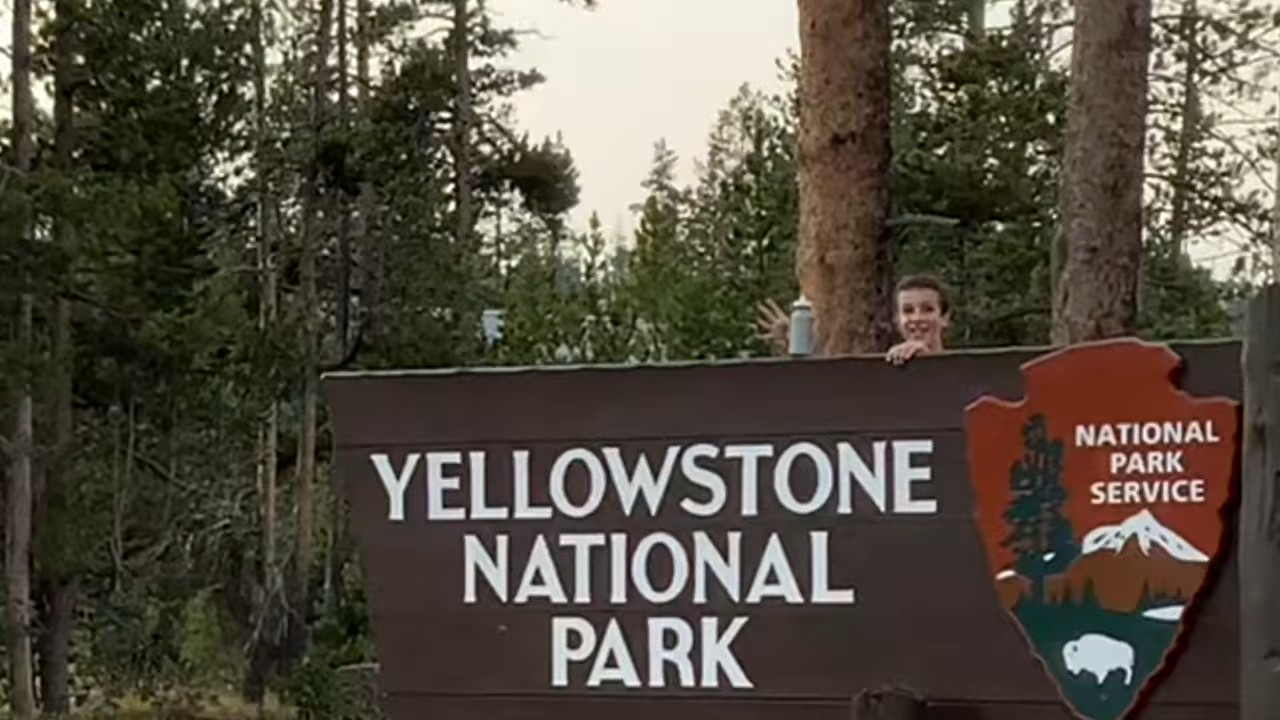 YELLOWSTONE
NATIONAL
PARK
NATIONAL
PARK
SERVICE